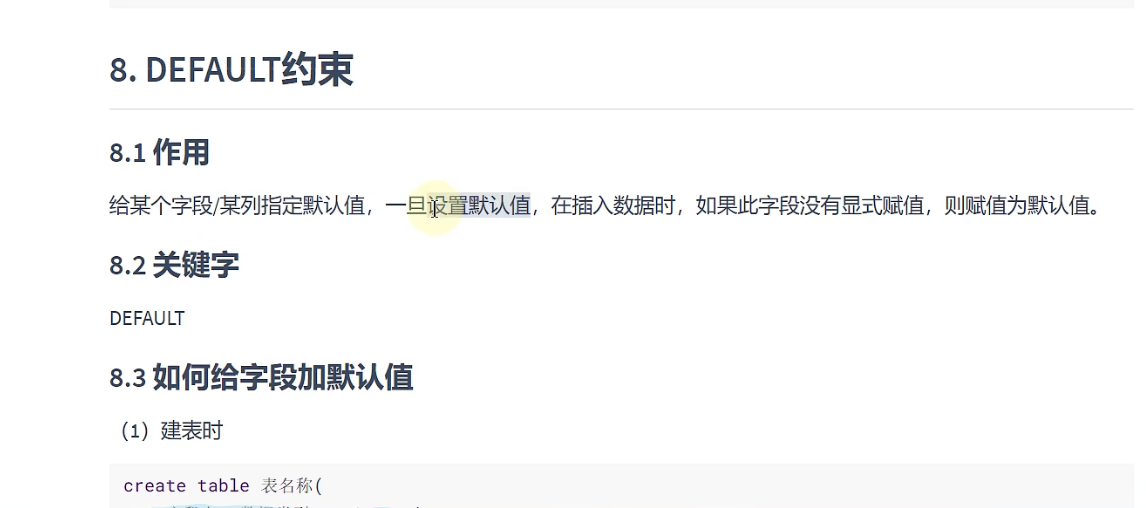 8. DEFAULT约束
8.1 作用
给某个字段/某列指定默认值，一旦设置默认值，在插入数据时，如果此字段没有显式赋值，则赋值为默认值。
8.2 关键字
DEFAULT
8.3 如何给字段加默认值
（1）建表时
create table 表名称(